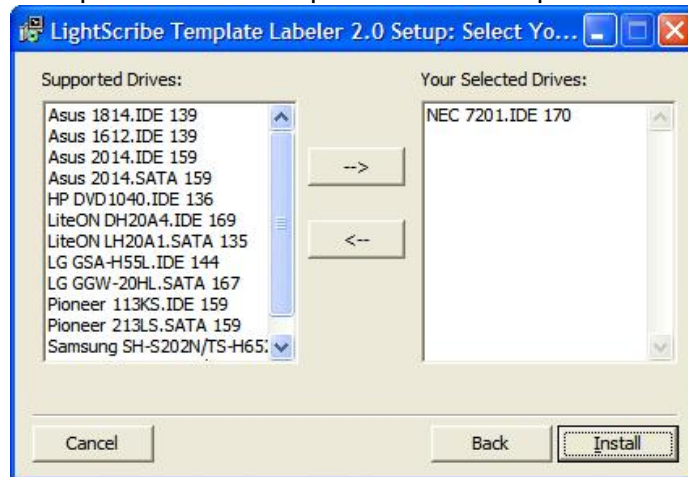 LightScribe Template Labeler 2.0 Setup: Select Yo...
Supported Drives:
Your Selected Drives:
Asus 1814.IDE 139
Asus 1612.IDE 139
Asus 2014.IDE 159
Asus 2014.SATA 159
HP DVD1040.IDE 136
LiteON DH20A4.IDE 169
LiteON LH20A1.SATA 135
LG GSA-H55L.IDE 144
LG GGW-20HL.SATA 167
Pioneer 113KS.IDE 159
Pioneer 213LS.SATA 159
Samsung SH-S202N/TS-H65
NEC 7201.IDE 170
-->
<--
Cancel
Back
Install